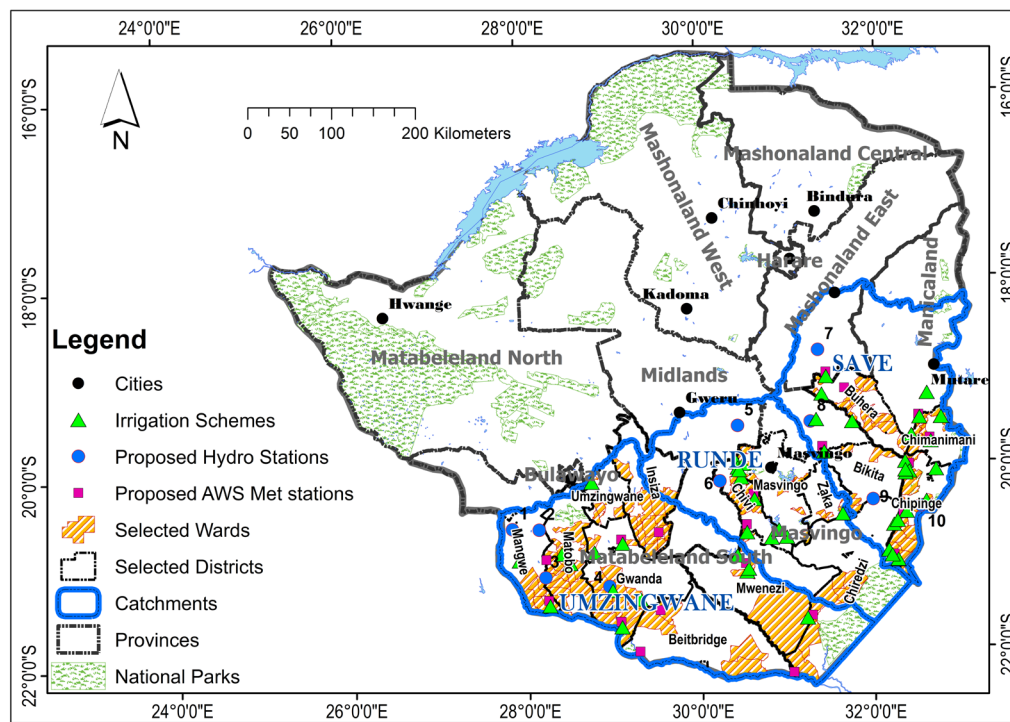 24°0'0"E 26°0'0"E 28°0'0"E 30°0'0"E 32°0'0"E
16°0'0"S
18°0'0"S
20°0'0"S
22°0'0"S
16°0'0"S
18°0'0"S
20°0'0"S
22°0'0"S
N
0 50 100 200 Kilometers
Mashonaland Central
Mashonaland West
Chinhoyi
Bindura
Mashonaland East
Harare
Manicaland
Hwange
Kadoma
Matabeleland North
Midlands
7
SAVE
Mutare
Gweru
5
8
Buhera
Chimanimani
RUNDE
Masvingo
Bulawayo
Umzingwane
Insiza
6
Chivi
Masvingo
Zaka
Bikita
9
Chipinge
10
1
2
Mangwe
Matobo
3
Masvingo
Matabeleland South
4
Gwanda
Mwenezi
Chiredzi
UMZINGWANE
Beitbridge
Legend
Cities
Irrigation Schemes
Proposed Hydro Stations
Proposed AWS Met stations
Selected Wards
Selected Districts
Catchments
Provinces
National Parks
24°0'0"E 26°0'0"E 28°0'0"E 30°0'0"E 32°0'0"E